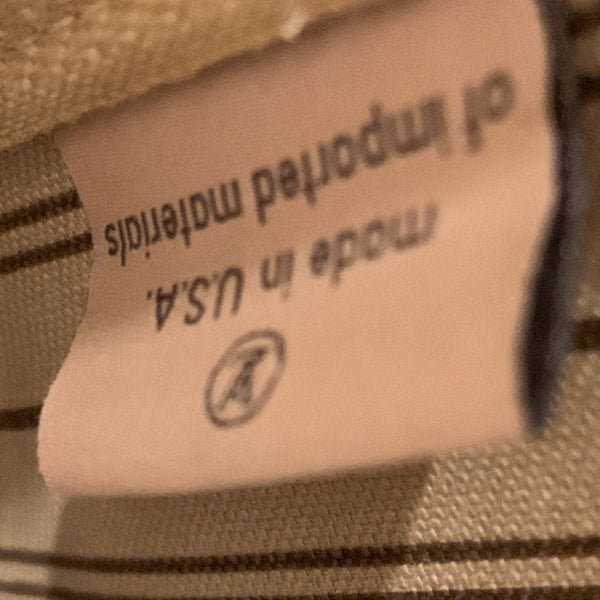 made in U.S.A.
of imported materials